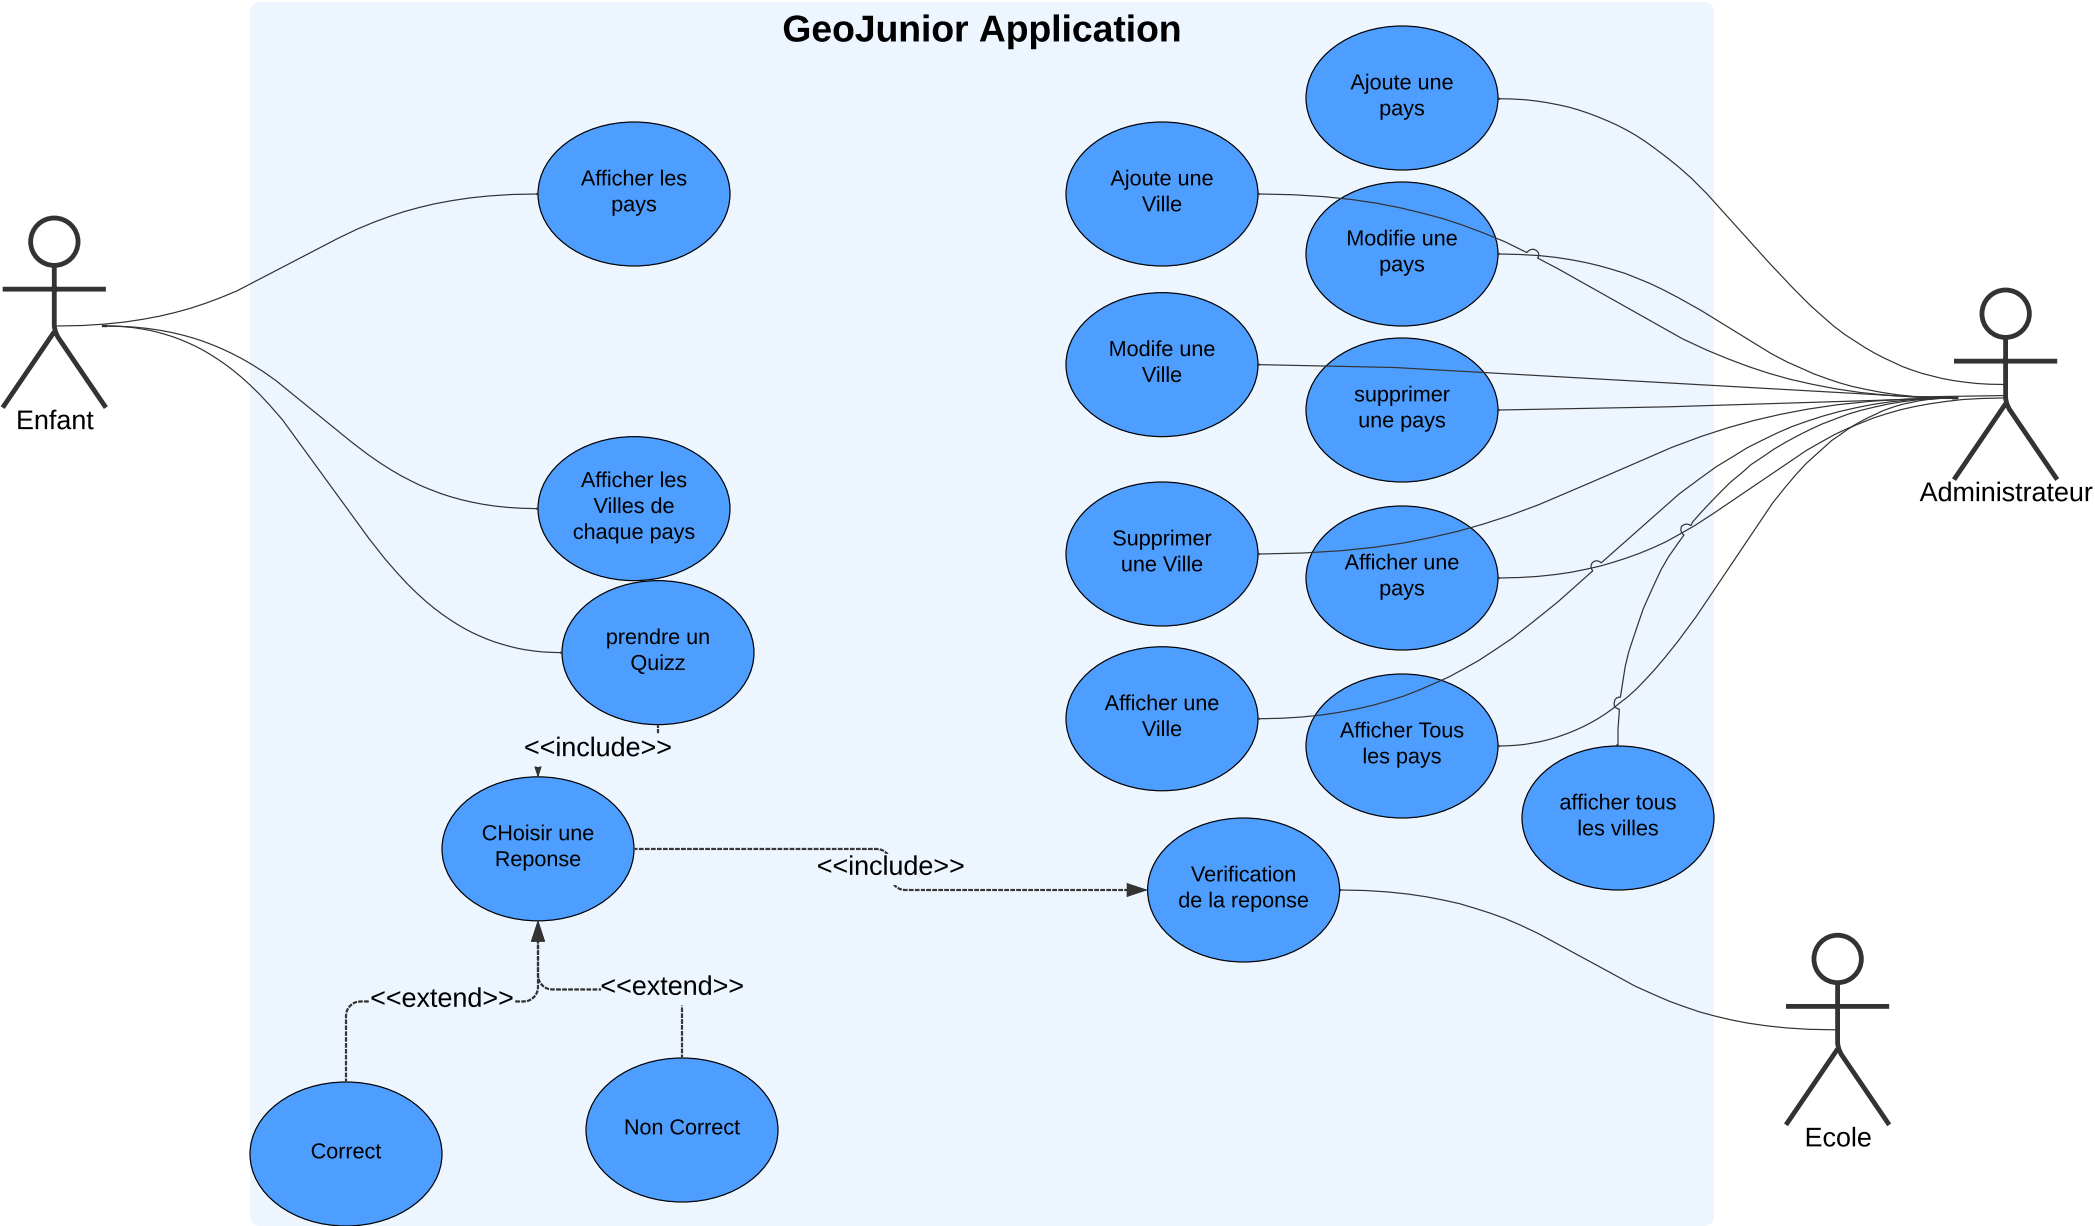 GeoJunior Application
Ajoute une
pays
Afficher les
pays
Ajoute une
Ville
Modifie une
pays
Enfant
Modife une
Ville
supprimer
une pays
Administrateur
Afficher les
Villes de
chaque pays
Supprimer
une Ville
Afficher une
pays
prendre un
Quizz
Afficher une
Ville
Afficher Tous
les pays
<<include>>
afficher tous
les villes
CHoisir une
Reponse
<<include>>
Verification
de la reponse
<<extend>>
<<extend>>
Non Correct
Correct
Ecole